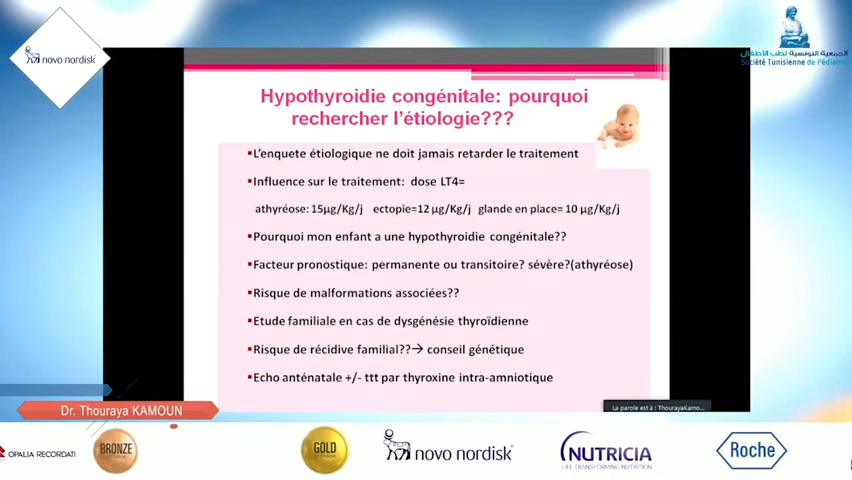 novo nordisk
الجمعية التونسية لطب الأطفال
Société Tunisienne de Pédiatrie
Hypothyroidie congénitale: pourquoi
rechercher l'étiologie???
▪L'enquete étiologique ne doit jamais retarder le traitement
▪Influence sur le traitement: dose LT4=
athyréose: 15µg/Kg/j ectopie=12 µg/Kg/j glande en place= 10 µg/Kg/j
▪Pourquoi mon enfant a une hypothyroidie congénitale??
▪Facteur pronostique: permanente ou transitoire? sévère?(athyréose)
▪Risque de malformations associées??
▪Etude familiale en cas de dysgénésie thyroïdienne
▪Risque de récidive familial??→ conseil génétique
▪Echo anténatale +/- ttt par thyroxine intra-amniotique
La parole est à : ThourayaKamo...
Dr. Thouraya KAMOUN
OPALIA RECORDATI
BRONZE
GOLD
novo nordisk
NUTRICIA
LIFE-TRANSFORMING NUTRITION
Roche